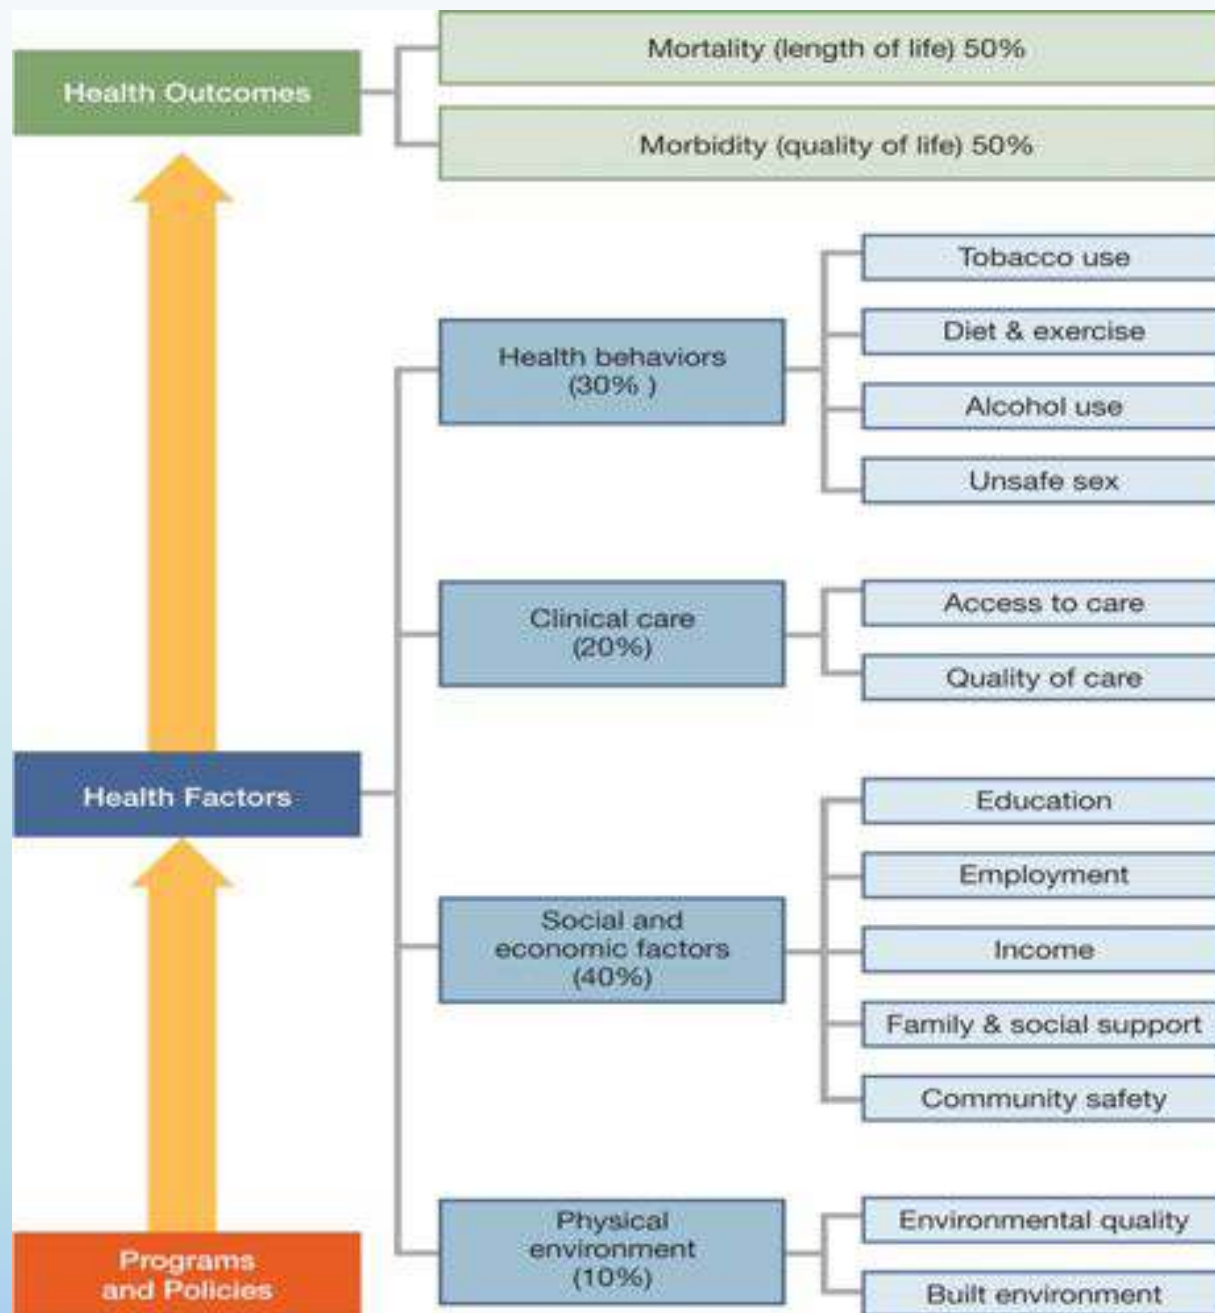 Health Outcomes
Mortality (length of life) 50%
Morbidity (quality of life) 50%
Health Factors
Health behaviors
(30% )
Tobacco use
Diet & exercise
Alcohol use
Unsafe sex
Clinical care
(20%)
Access to care
Quality of care
Social and
economic factors
(40%)
Education
Employment
Income
Family & social support
Community safety
Physical
environment
(10%)
Environmental quality
Built environment
Programs
and Policies